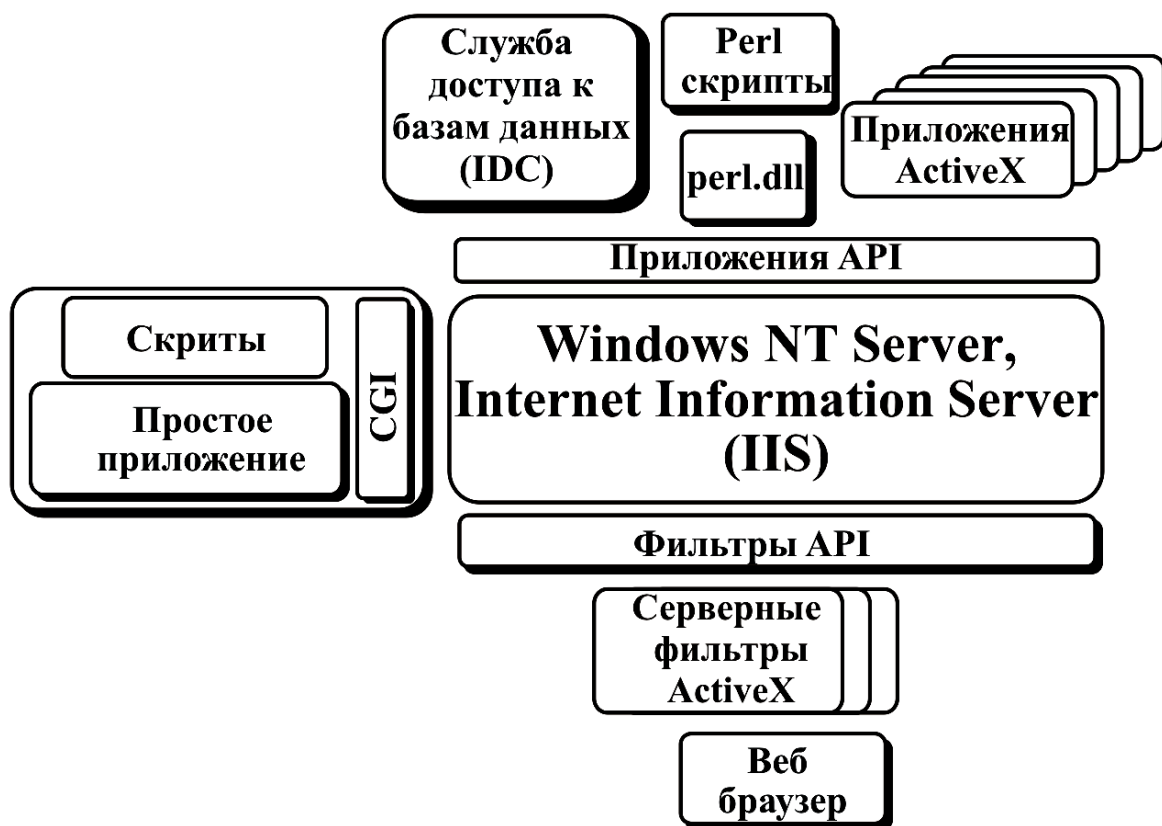 Служба
доступа к
базам данных
(IDC)
Perl
скрипты
perl.dll
Приложения
ActiveX
Приложения API
Скриты
Простое
приложение
CGI
Windows NT Server,
Internet Information Server
(IIS)
Фильтры API
Серверные
фильтры
ActiveX
Веб
браузер